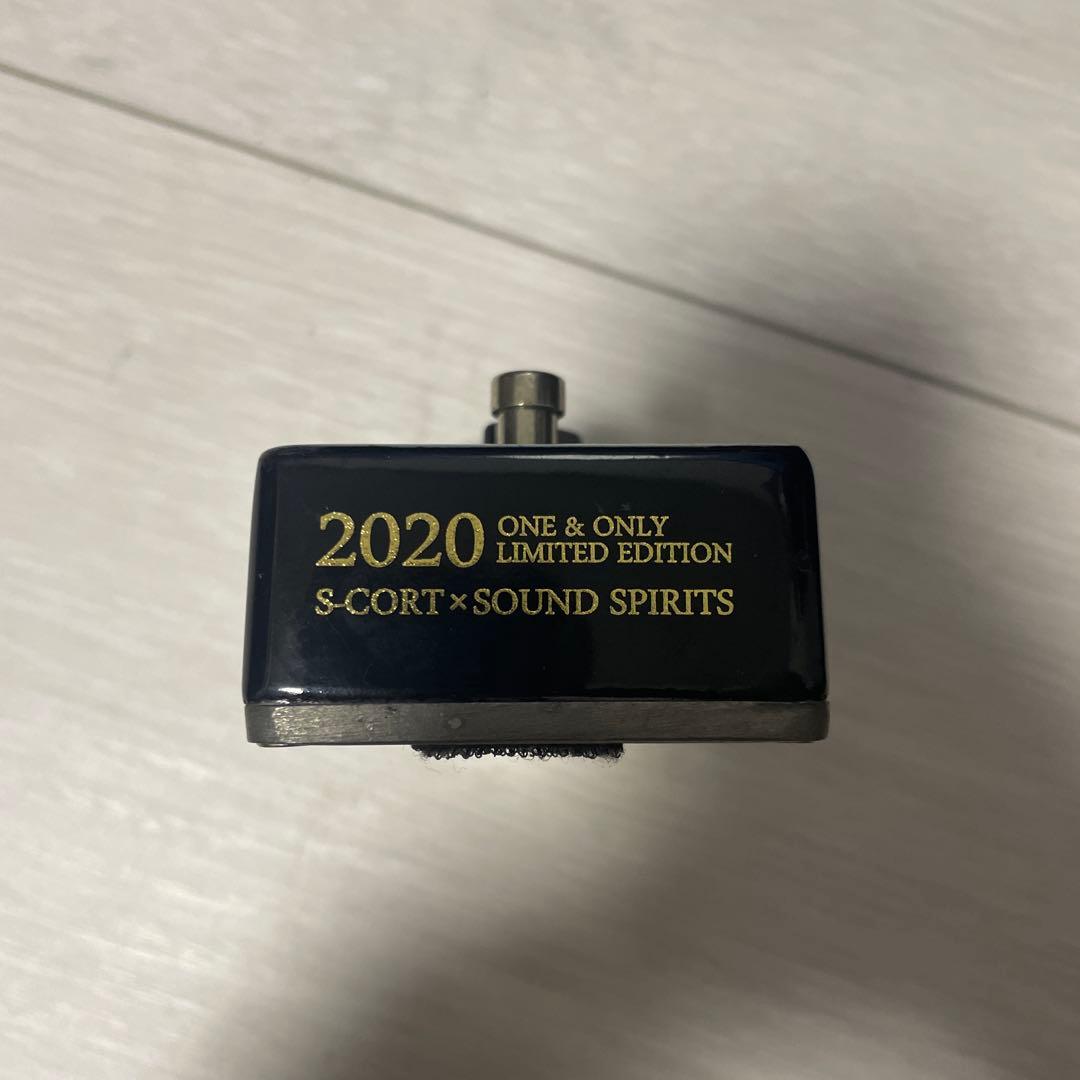 2020 ONE & ONLY
LIMITED EDITION
S-CORT × SOUND SPIRITS